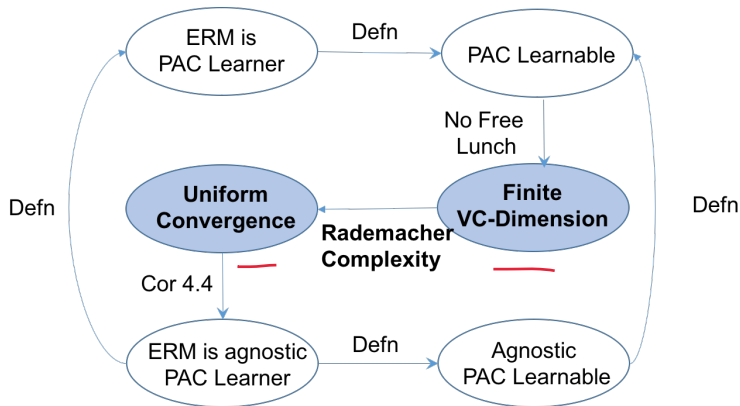 Defn
ERM is
PAC Learner
PAC Learnable
No Free
Lunch
Uniform
Convergence
Finite
VC-Dimension
Defn
Defn
Rademacher
Complexity
Cor 4.4
Defn
ERM is agnostic
PAC Learner
Agnostic
PAC Learnable